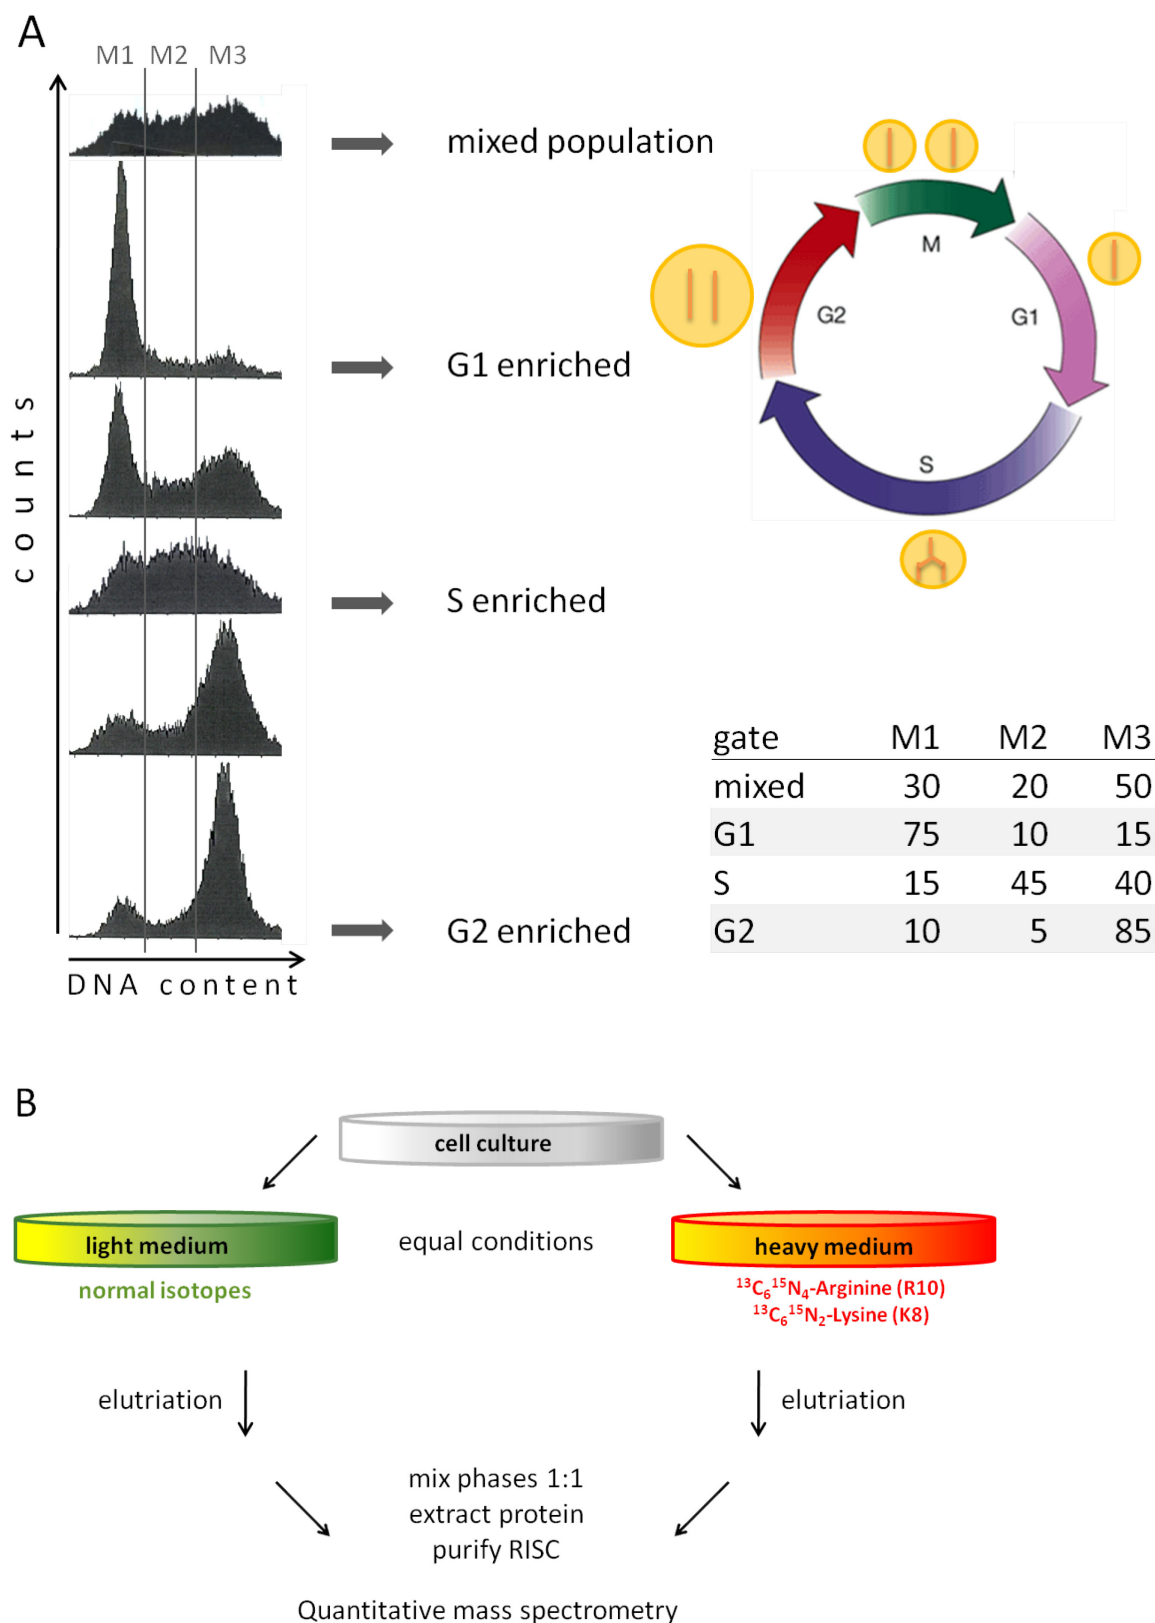 A
M1 M2 M3
counts
mixed population
G1 enriched
S enriched
G2 enriched
DNA content
M
G1
S
G2
gate M1 M2 M3
mixed 30 20 50
G1 75 10 15
S 15 45 40
G2 10 5 85
B
cell culture
light medium
equal conditions
heavy medium
normal isotopes
¹³C₆¹⁵N₄-Arginine (R10)
¹³C₆¹⁵N₂-Lysine (K8)
elutriation
elutriation
mix phases 1:1
extract protein
purify RISC
Quantitative mass spectrometry